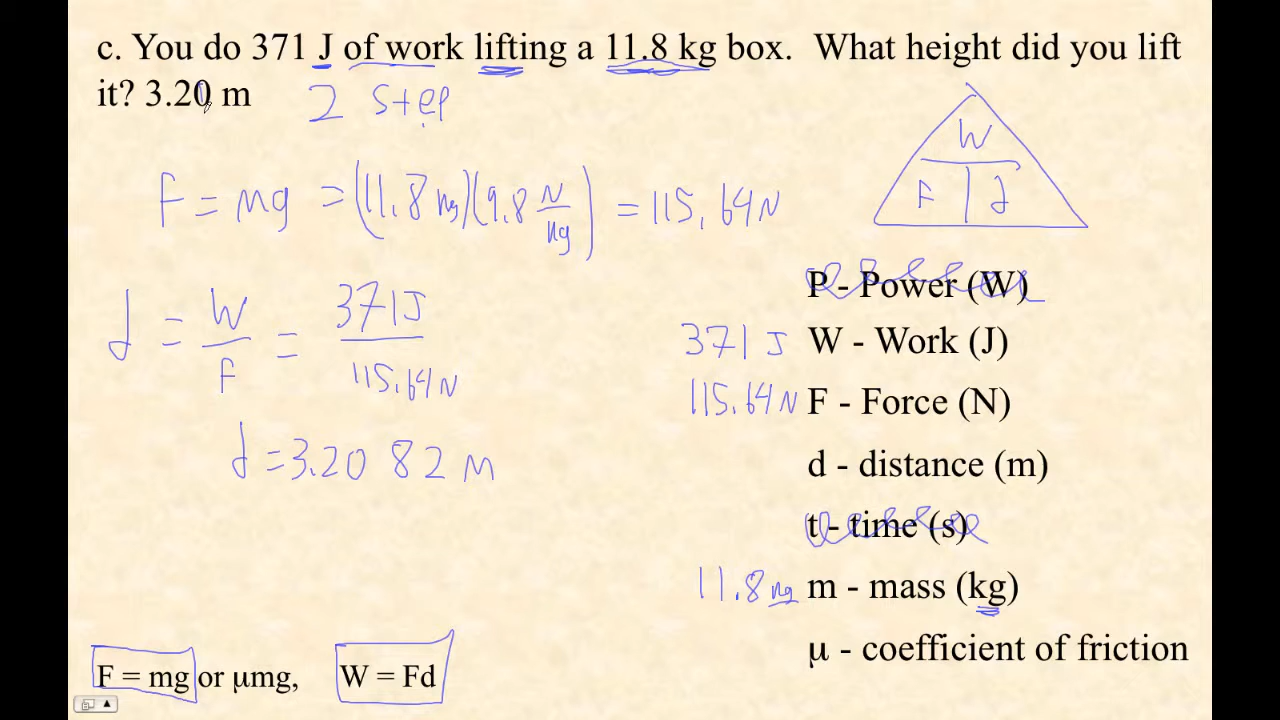 c. You do 371 J of work lifting a 11.8 kg box. What height did you lift
it? 3.20 m
2 step
W
F d
F = mg = (11.8 kg)(9.8 N/kg) = 115.64 N
P - Power (W)
d = W/F = 371 J/115.64 N
371 J W - Work (J)
115.64 N F - Force (N)
d = 3.2082 m
d - distance (m)
t - time (s)
11.8 kg m - mass (kg)
μ - coefficient of friction
F = mg or μmg, W = Fd